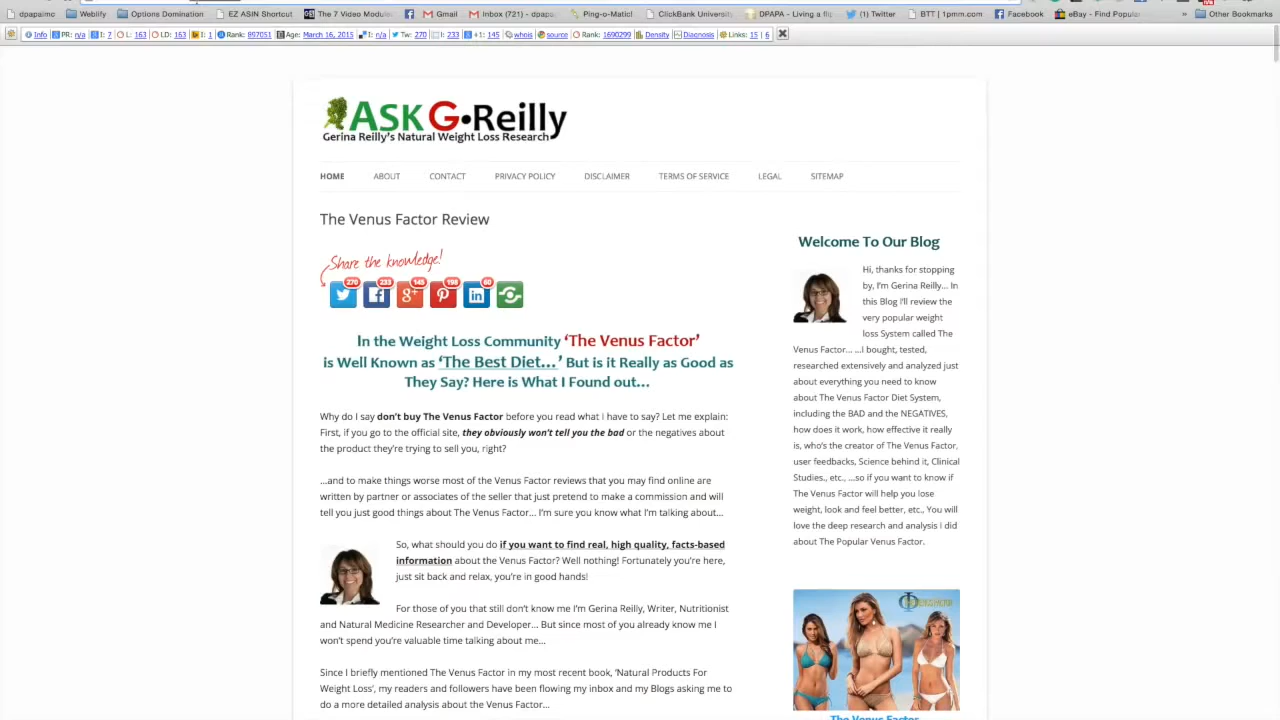 dpapimc
Weblify
Options Domination
EZ ASIN Shortcut
The 7 Venue Modules
Gmail
Inbox (721) - dpapa
Ping-o-Matic!
ClickBank University
DPAPA - Living a fli
(1) Twitter
BTT | 1pmm.com
Facebook
eBay - Find Popular
»
Other Bookmarks
Info
PR: n/a
I: 7
L: 163
LD: 163
I: 1
Rank: 897051
Age: March 16, 2015
I: n/a
Tw: 270
I: 233
+1: 145
whois
source
Rank: 1690299
Density
Diagnosis
Links: 15 | 6
ASK G•Reilly
Gerina Reilly's Natural Weight Loss Research
HOME
ABOUT
CONTACT
PRIVACY POLICY
DISCLAIMER
TERMS OF SERVICE
LEGAL
SITEMAP
The Venus Factor Review
Share the knowledge!
270
233
145
198
60
In the Weight Loss Community ‘The Venus Factor’
is Well Known as ‘The Best Diet…’ But is it Really as Good as
They Say? Here is What I Found out…
Why do I say don’t buy The Venus Factor before you read what I have to say? Let me explain:
First, if you go to the official site, they obviously won’t tell you the bad or the negatives about
the product they’re trying to sell you, right?
…and to make things worse most of the Venus Factor reviews that you may find online are
written by partner or associates of the seller that just pretend to make a commission and will
tell you just good things about The Venus Factor… I’m sure you know what I’m talking about…
So, what should you do if you want to find real, high quality, facts-based
information about the Venus Factor? Well nothing! Fortunately you’re here,
just sit back and relax, you’re in good hands!
For those of you that still don’t know me I’m Gerina Reilly, Writer, Nutritionist
and Natural Medicine Researcher and Developer… But since most of you already know me I
won’t spend you’re valuable time talking about me…
Since I briefly mentioned The Venus Factor in my most recent book, ‘Natural Products For
Weight Loss’, my readers and followers have been flowing my inbox and my Blogs asking me to
do a more detailed analysis about the Venus Factor…
Welcome To Our Blog
Hi, thanks for stopping
by, I’m Gerina Reilly… In
this Blog I’ll review the
very popular weight
loss System called The
Venus Factor… …I bought, tested,
researched extensively and analyzed just
about everything you need to know
about The Venus Factor Diet System,
including the BAD and the NEGATIVES,
how does it work, how effective it really
is, who’s the creator of The Venus Factor,
user feedbacks, Science behind it, Clinical
Studies., etc., …so if you want to know if
The Venus Factor will help you lose
weight, look and feel better, etc., You will
love the deep research and analysis i did
about The Popular Venus Factor.
The Venus Factor